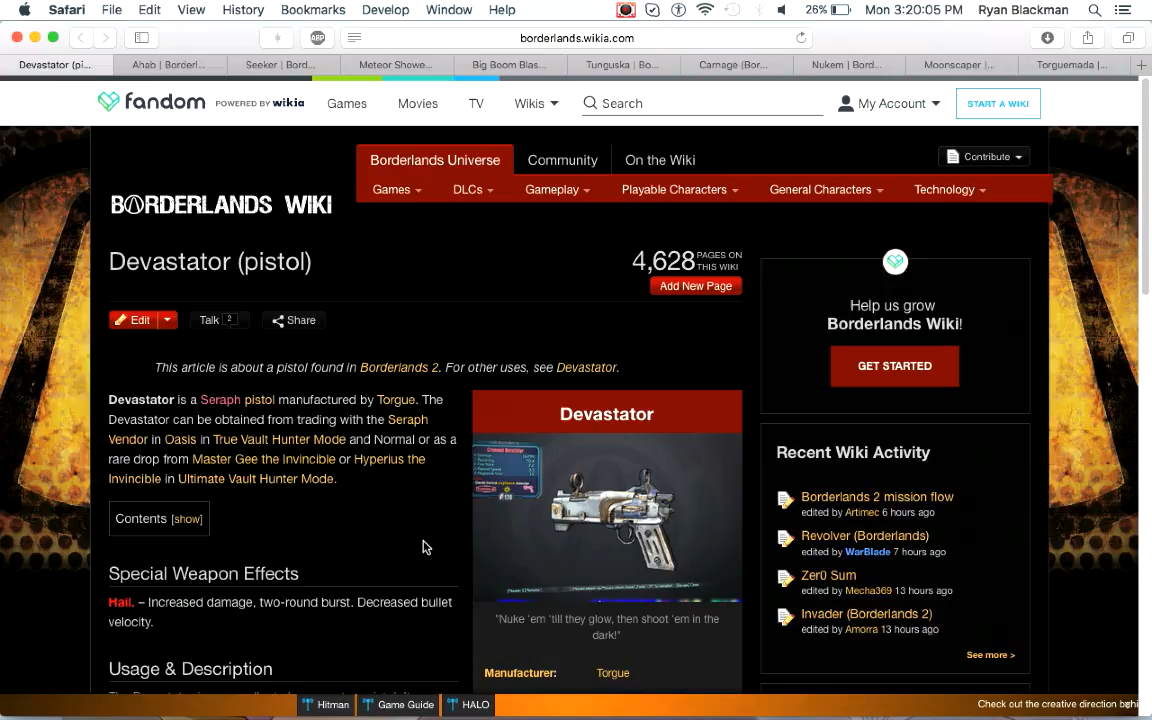 Safari File Edit View History Bookmarks Develop Window Help 26% Mon 3:20:05 PM Ryan Blackman
borderlands.wikia.com
Devastator (pi... Ahab | Borderl... Seeker | Bord... Meteor Showe... Big Boom Blas... Tunguska | Bo... Carnage (Bor... Nukem | Bord... Moonscaper |... Torguemada |...
fandom POWERED BY wikia Games Movies TV Wikis Search My Account START A WIKI
Borderlands Universe Community On the Wiki Contribute
Games DLCs Gameplay Playable Characters General Characters Technology
BORDERLANDS WIKI
Devastator (pistol)
4,628 PAGES ON THIS WIKI
Add New Page
Edit Talk 2 Share
This article is about a pistol found in Borderlands 2. For other uses, see Devastator.
Devastator is a Seraph pistol manufactured by Torgue. The
Devastator can be obtained from trading with the Seraph
Vendor in Oasis in True Vault Hunter Mode and Normal or as a
rare drop from Master Gee the Invincible or Hyperius the
Invincible in Ultimate Vault Hunter Mode.
Contents [show]
Special Weapon Effects
Hail. – Increased damage, two-round burst. Decreased bullet
velocity.
Usage & Description
Devastator
"Nuke 'em 'till they glow, then shoot 'em in the
dark!"
Manufacturer: Torgue
Help us grow
Borderlands Wiki!
GET STARTED
Recent Wiki Activity
Borderlands 2 mission flow
edited by Artimec 6 hours ago
Revolver (Borderlands)
edited by WarBlade 7 hours ago
Zer0 Sum
edited by Mecha369 13 hours ago
Invader (Borderlands 2)
edited by Amorra 13 hours ago
See more >
Hitman Game Guide HALO Check out the creative direction behi